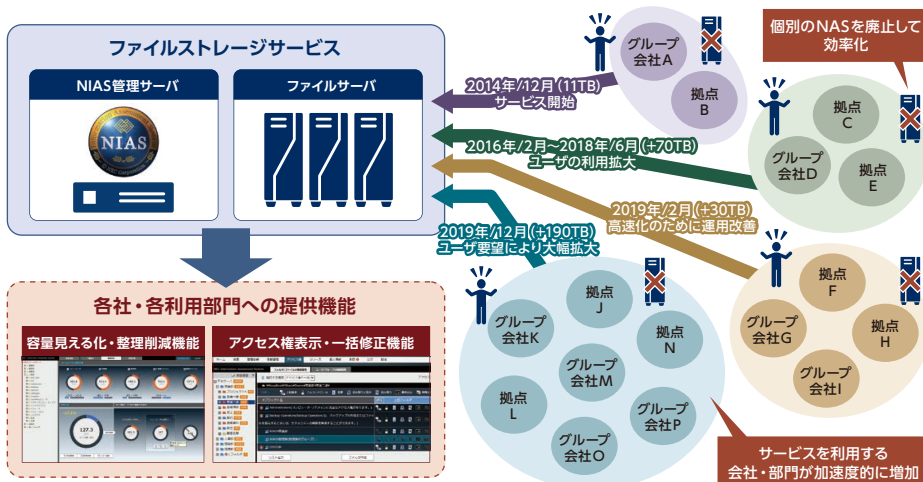 ファイルストレージサービス
NIAS管理サーバ
ファイルサーバ
NIAS
2014年/12月(11TB)
サービス開始
2016年/2月〜2018年/6月(+70TB)
ユーザの利用拡大
2019年/2月(+30TB)
高速化のために運用改善
2019年/12月(+190TB)
ユーザ要望により大幅拡大
グループ
会社A
拠点
B
個別のNASを廃止して
効率化
拠点
C
グループ
会社D
拠点
E
拠点
F
グループ
会社G
拠点
H
グループ
会社I
拠点
J
グループ
会社K
拠点
N
グループ
会社M
拠点
L
グループ
会社P
グループ
会社O
サービスを利用する
会社・部門が加速度的に増加
各社・各利用部門への提供機能
容量見える化・整理削減機能
アクセス権表示・一括修正機能
127.3